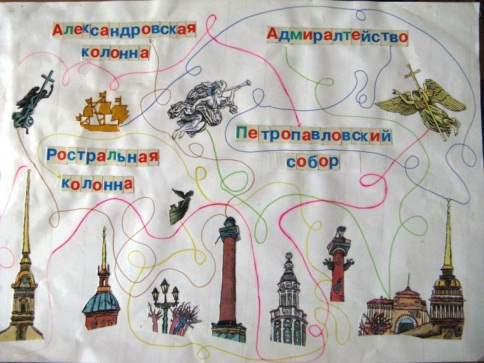 Александровская
колонна
Адмиралтейство
Петропавловский
собор
Ростральная
колонна